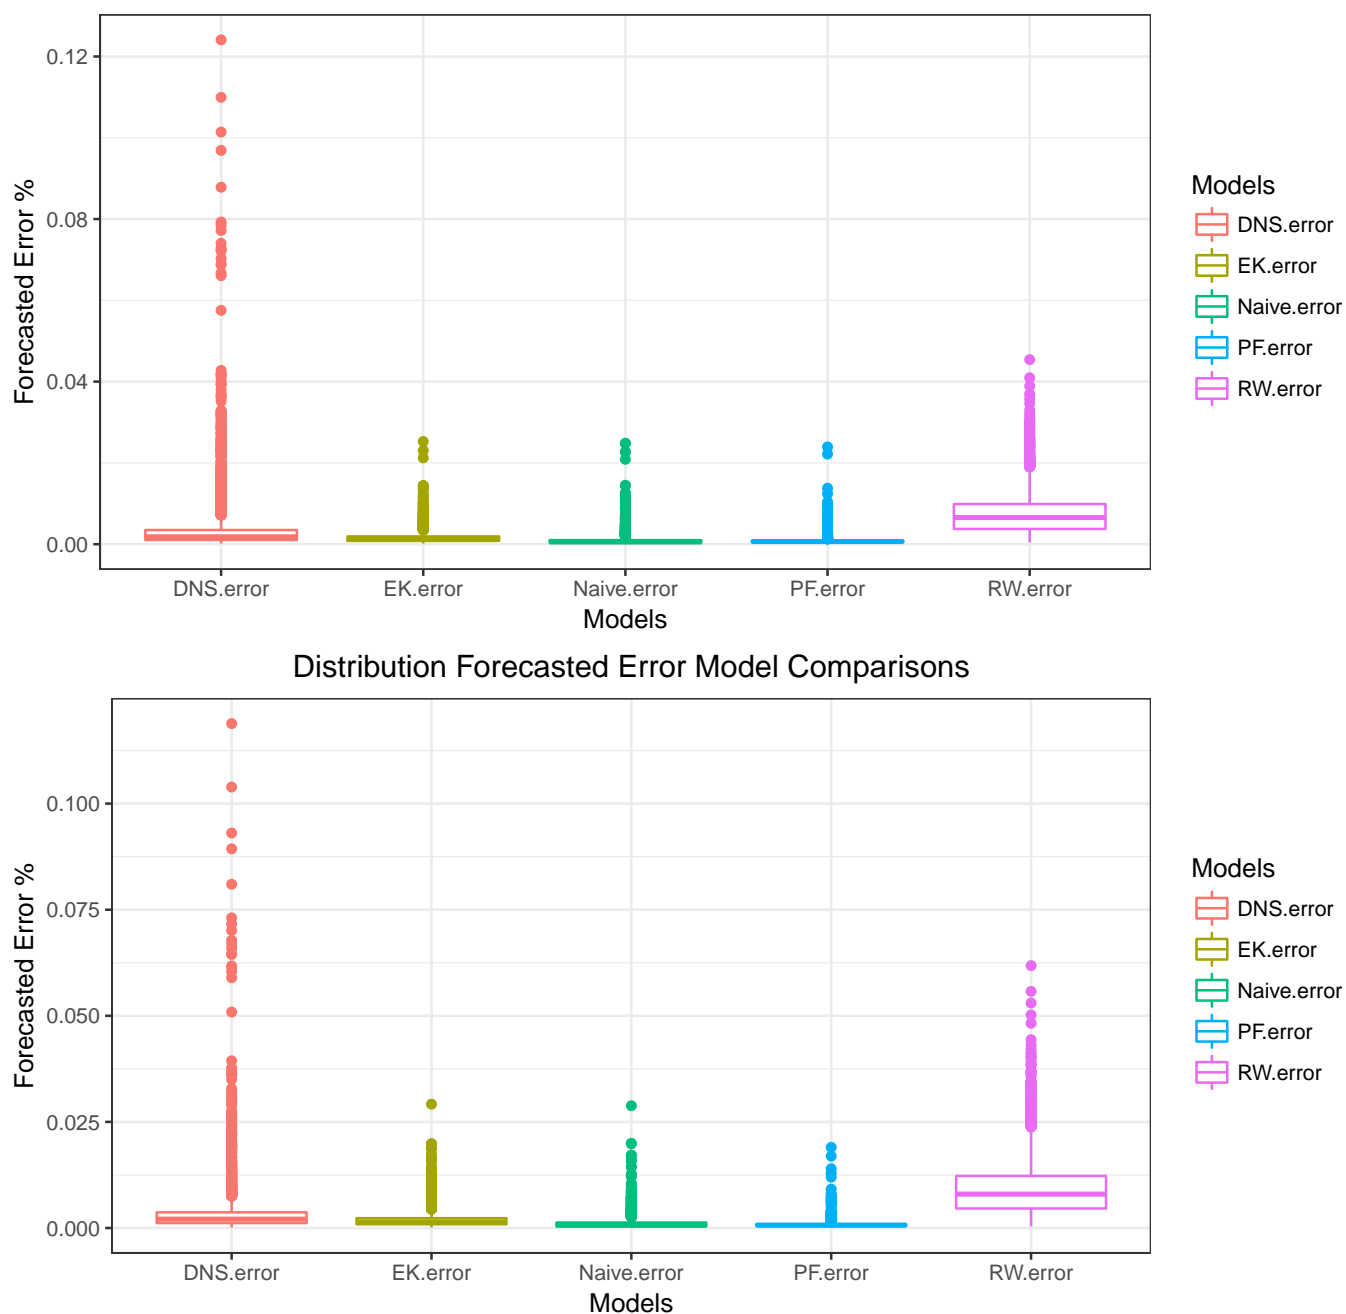 0.12
0.08
0.04
0.00
Forecasted Error %
DNS.error
EK.error
Naive.error
PF.error
RW.error
Models
Models
DNS.error
EK.error
Naive.error
PF.error
RW.error
Distribution Forecasted Error Model Comparisons
0.100
0.075
0.050
0.025
0.000
Forecasted Error %
DNS.error
EK.error
Naive.error
PF.error
RW.error
Models
Models
DNS.error
EK.error
Naive.error
PF.error
RW.error